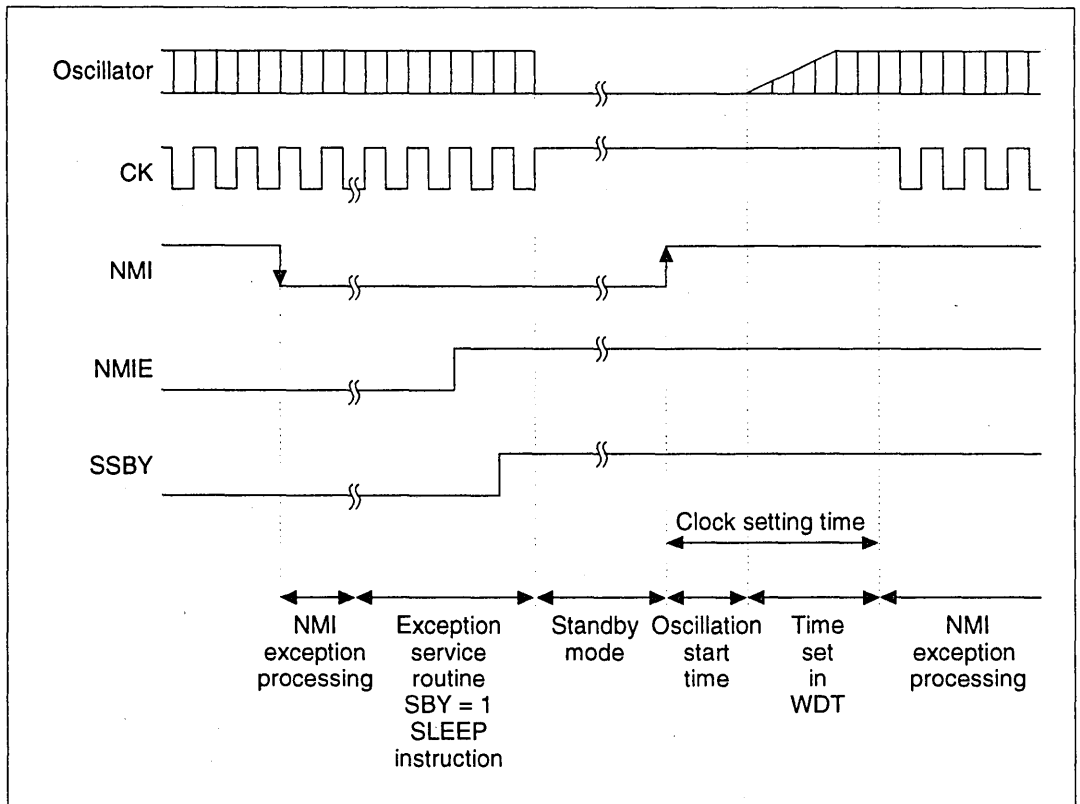 Oscillator
CK
NMI
NMIE
SSBY
Clock setting time
NMI
exception
processing
Exception
service
routine
SBY = 1
SLEEP
instruction
Standby
mode
Oscillation
start
time
Time
set
in
WDT
NMI
exception
processing